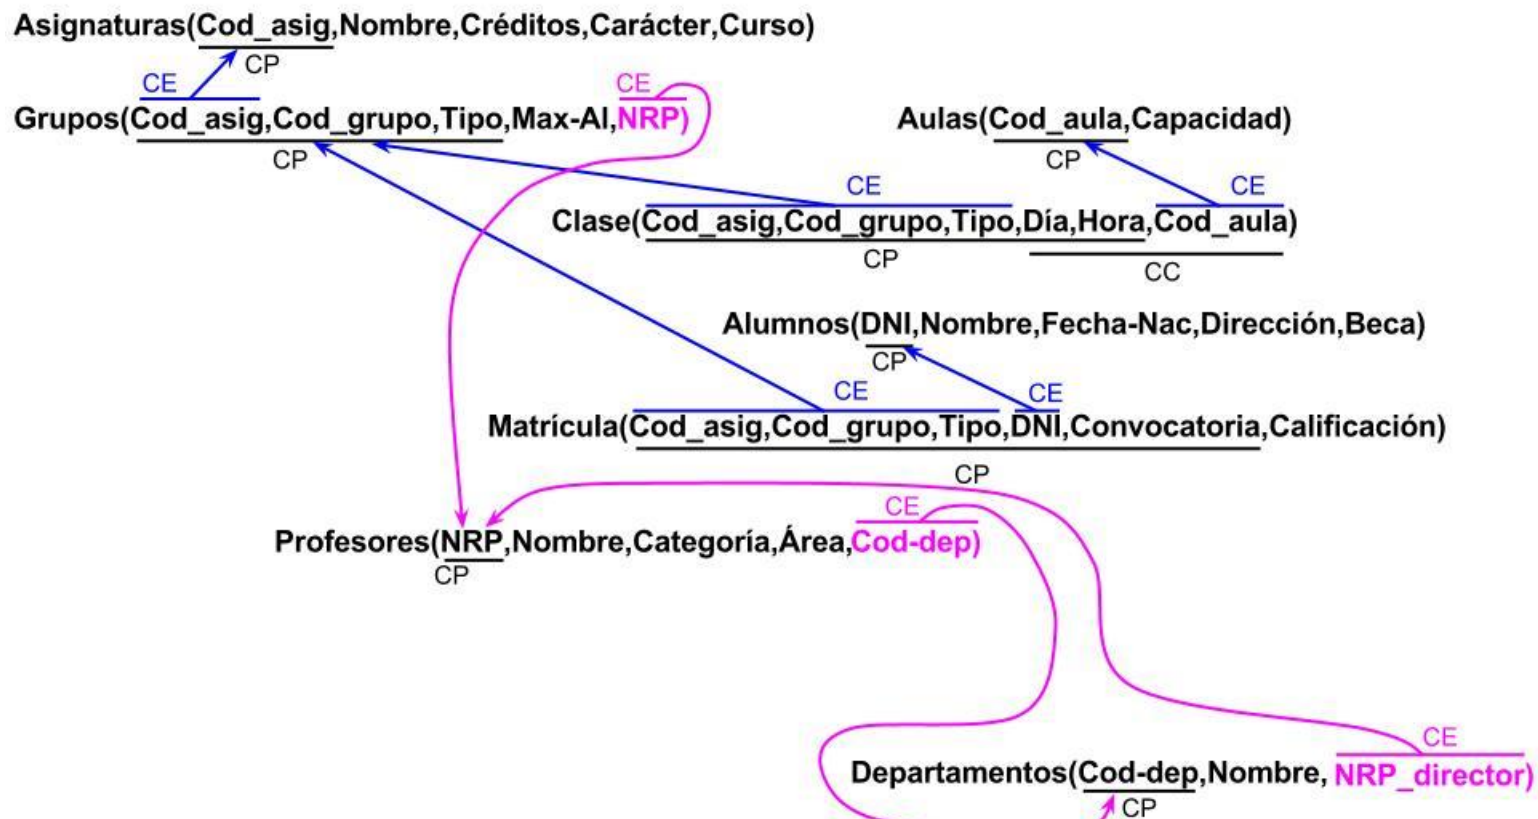 Asignaturas(Cod_asig,Nombre,Créditos,Carácter,Curso)
CP
CE
CE
Grupos(Cod_asig,Cod_grupo,Tipo,Max-Al,NRP)
CP
Aulas(Cod_aula,Capacidad)
CP
CE
CE
Clase(Cod_asig,Cod_grupo,Tipo,Día,Hora,Cod_aula)
CP
CC
Alumnos(DNI,Nombre,Fecha-Nac,Dirección,Beca)
CP
CE
CE
Matrícula(Cod_asig,Cod_grupo,Tipo,DNI,Convocatoria,Calificación)
CP
CE
Profesores(NRP,Nombre,Categoría,Área,Cod-dep)
CP
CE
Departamentos(Cod-dep,Nombre, NRP_director)
CP